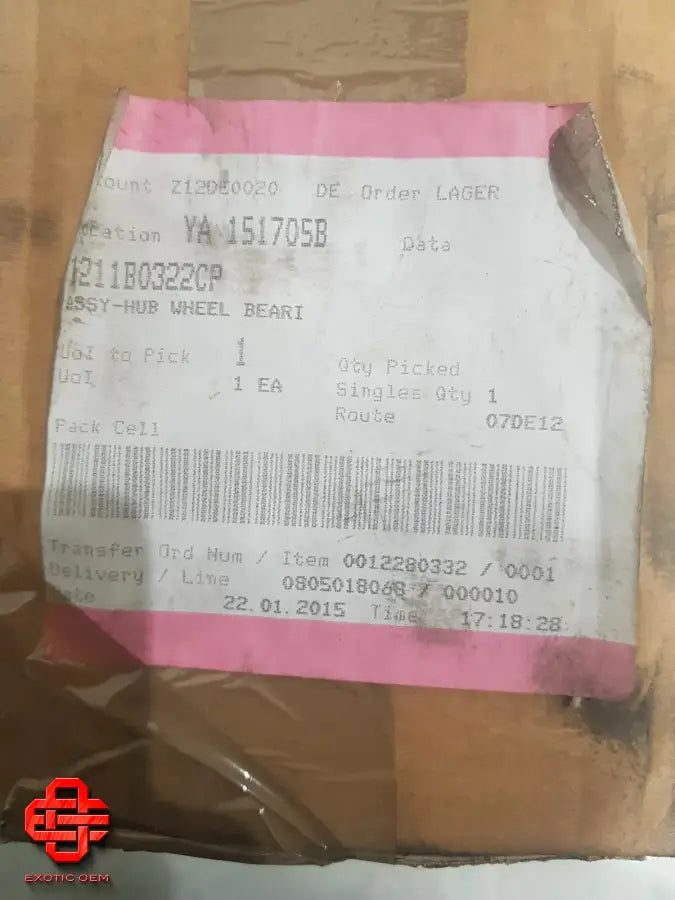 ount Z12DE0020 DE Order LAGER
cation YA 151705B Data
1211B0322CP
ASSY-HUB WHEEL BEARI
UoI to Pick 1 Qty Picked
UoI 1 EA Singles Qty 1
Route 07DE12
Pack Cell
Transfer Ord Num / Item 0012280332 / 0001
Delivery / Line 0805018068 / 000010
Date 22.01.2015 Time 17:18:28
EXOTIC OEM